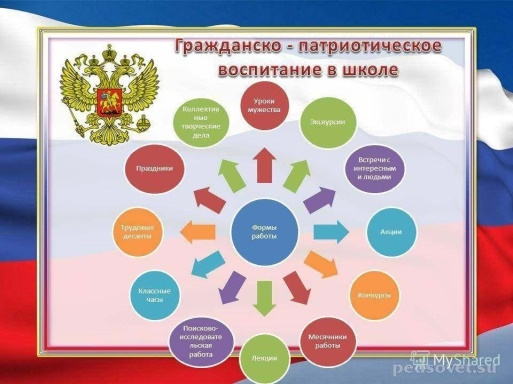 Гражданско - патриотическое
воспитание в школе
Уроки
мужества
Экскурсии
Встречи с
интересным
и людьми
Акции
Конкурсы
Месячники
работы
Лекции
Поисково-
исследовате
льская
работа
Классные
часы
Трудовые
десанты
Праздники
Коллектив
ные
творческие
дела
Формы
работы
MyShared
pedsovet.su